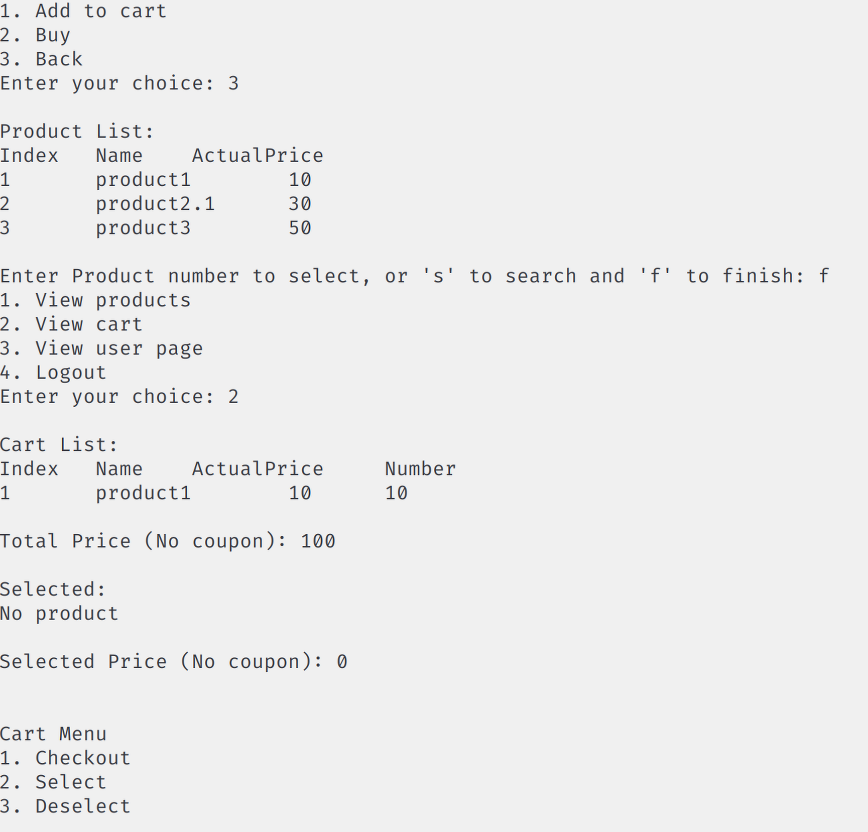 1. Add to cart
2. Buy
3. Back
Enter your choice: 3
Product List:
Index Name ActualPrice
1 product1 10
2 product2.1 30
3 product3 50
Enter Product number to select, or 's' to search and 'f' to finish: f
1. View products
2. View cart
3. View user page
4. Logout
Enter your choice: 2
Cart List:
Index Name ActualPrice Number
1 product1 10 10
Total Price (No coupon): 100
Selected:
No product
Selected Price (No coupon): 0
Cart Menu
1. Checkout
2. Select
3. Deselect